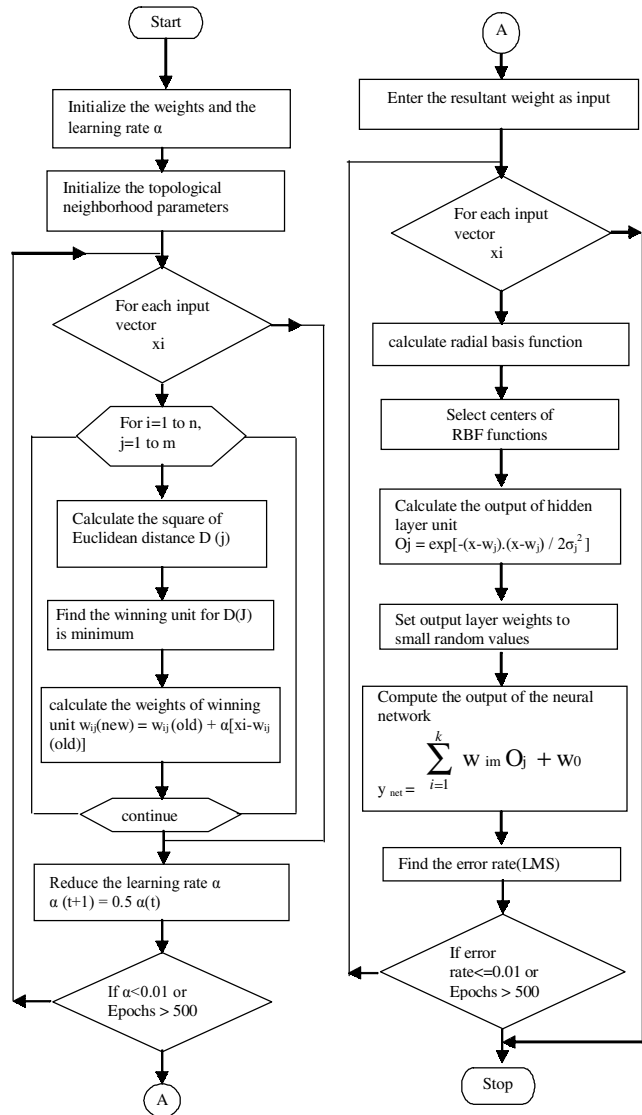 Start
Initialize the weights and the
learning rate α
Initialize the topological
neighborhood parameters
For each input
vector
xi
For i=1 to n,
j=1 to m
Calculate the square of
Euclidean distance D (j)
Find the winning unit for D(J)
is minimum
calculate the weights of winning
unit wij(new) = wij (old) + α[xi-wij
(old)]
continue
Reduce the learning rate α
α (t+1) = 0.5 α(t)
If α<0.01 or
Epochs > 500
A
A
Enter the resultant weight as input
For each input
vector
xi
calculate radial basis function
Select centers of
RBF functions
Calculate the output of hidden
layer unit
Oj = exp[-(x-wj).(x-wj) / 2σj2 ]
Set output layer weights to
small random values
Compute the output of the neural
network
y net = k ∑ i=1 w im Oj + w0
Find the error rate(LMS)
If error
rate<=0.01 or
Epochs > 500
Stop